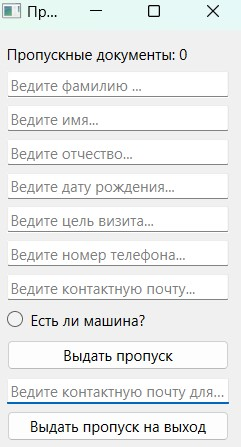 Пр...
Пропускные документы: 0
Ведите фамилию ...
Ведите имя...
Ведите отчество...
Ведите дату рождения...
Ведите цель визита...
Ведите номер телефона...
Ведите контактную почту...
Есть ли машина?
Выдать пропуск
Ведите контактную почту для...
Выдать пропуск на выход